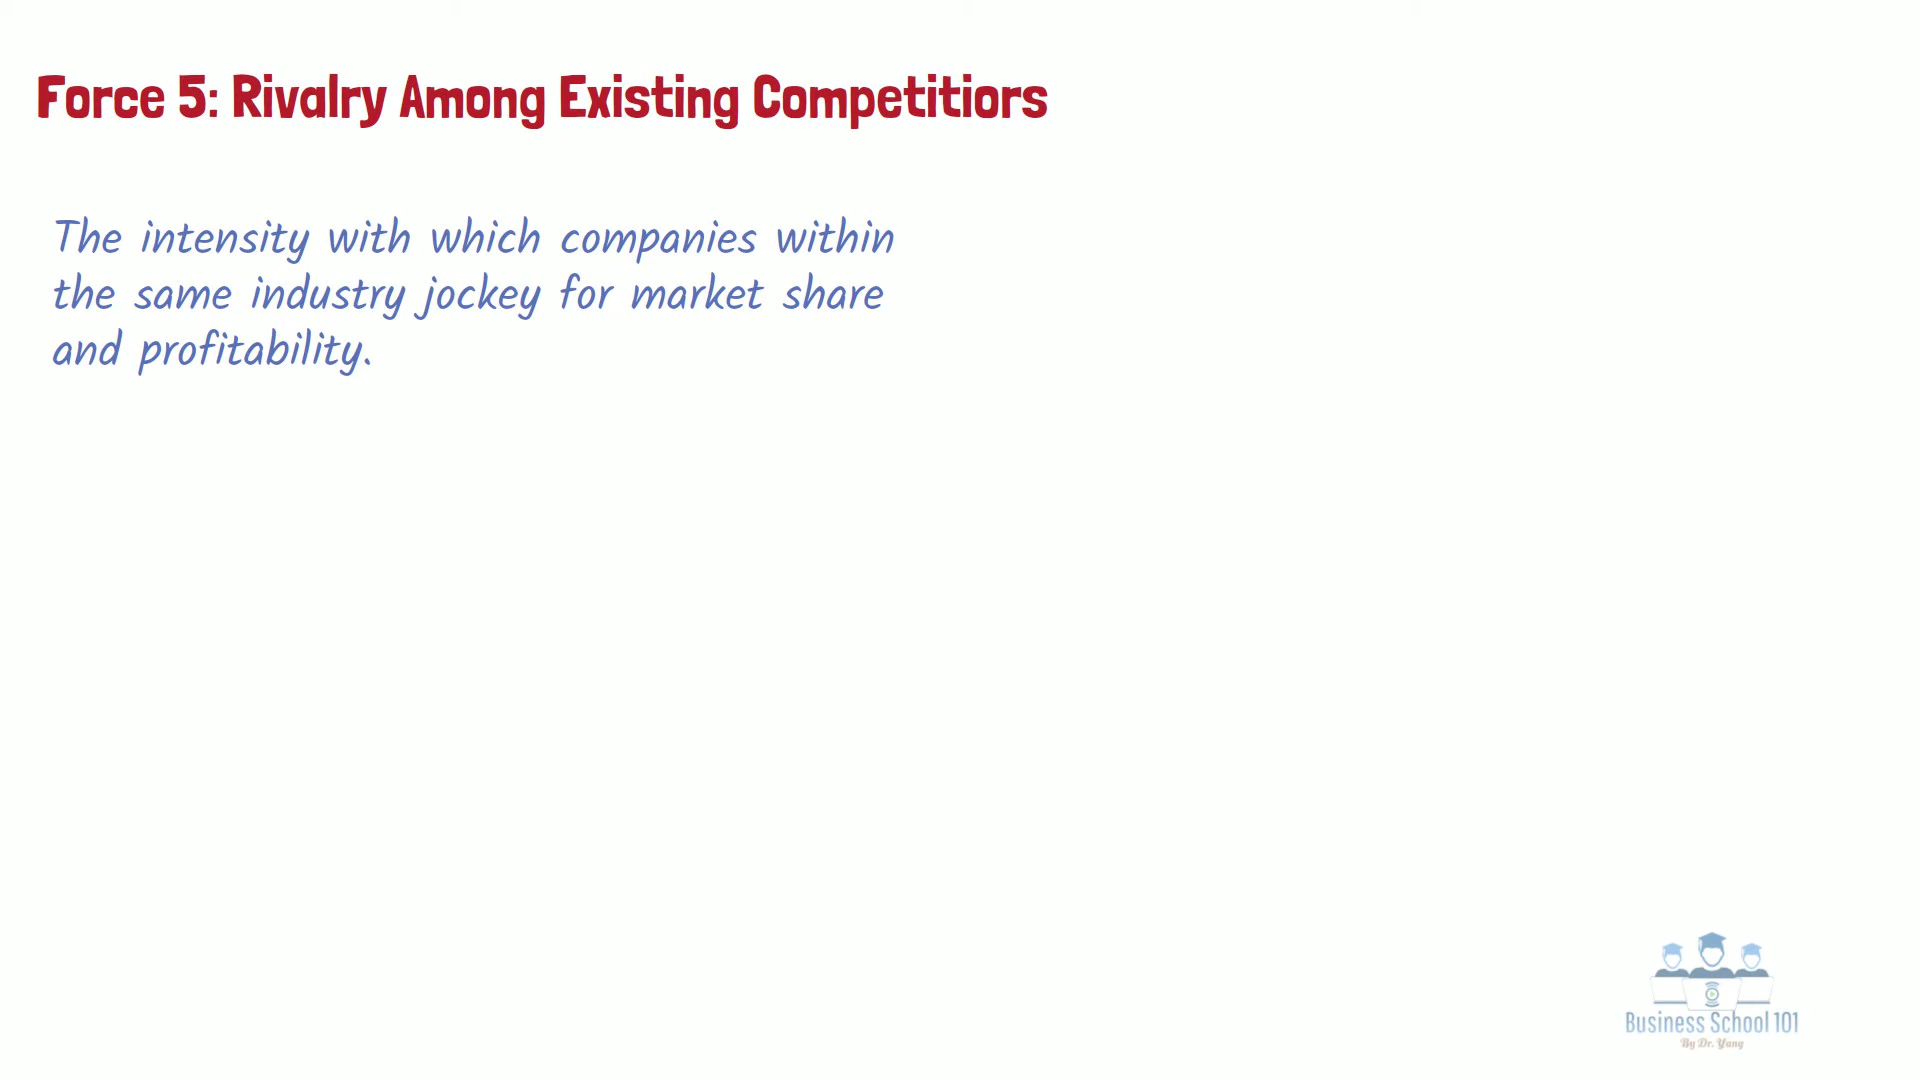 Force 5: Rivalry Among Existing Competitiors
The intensity with which companies within
the same industry jockey for market share
and profitability.
Business School 101
By Dr. Yang